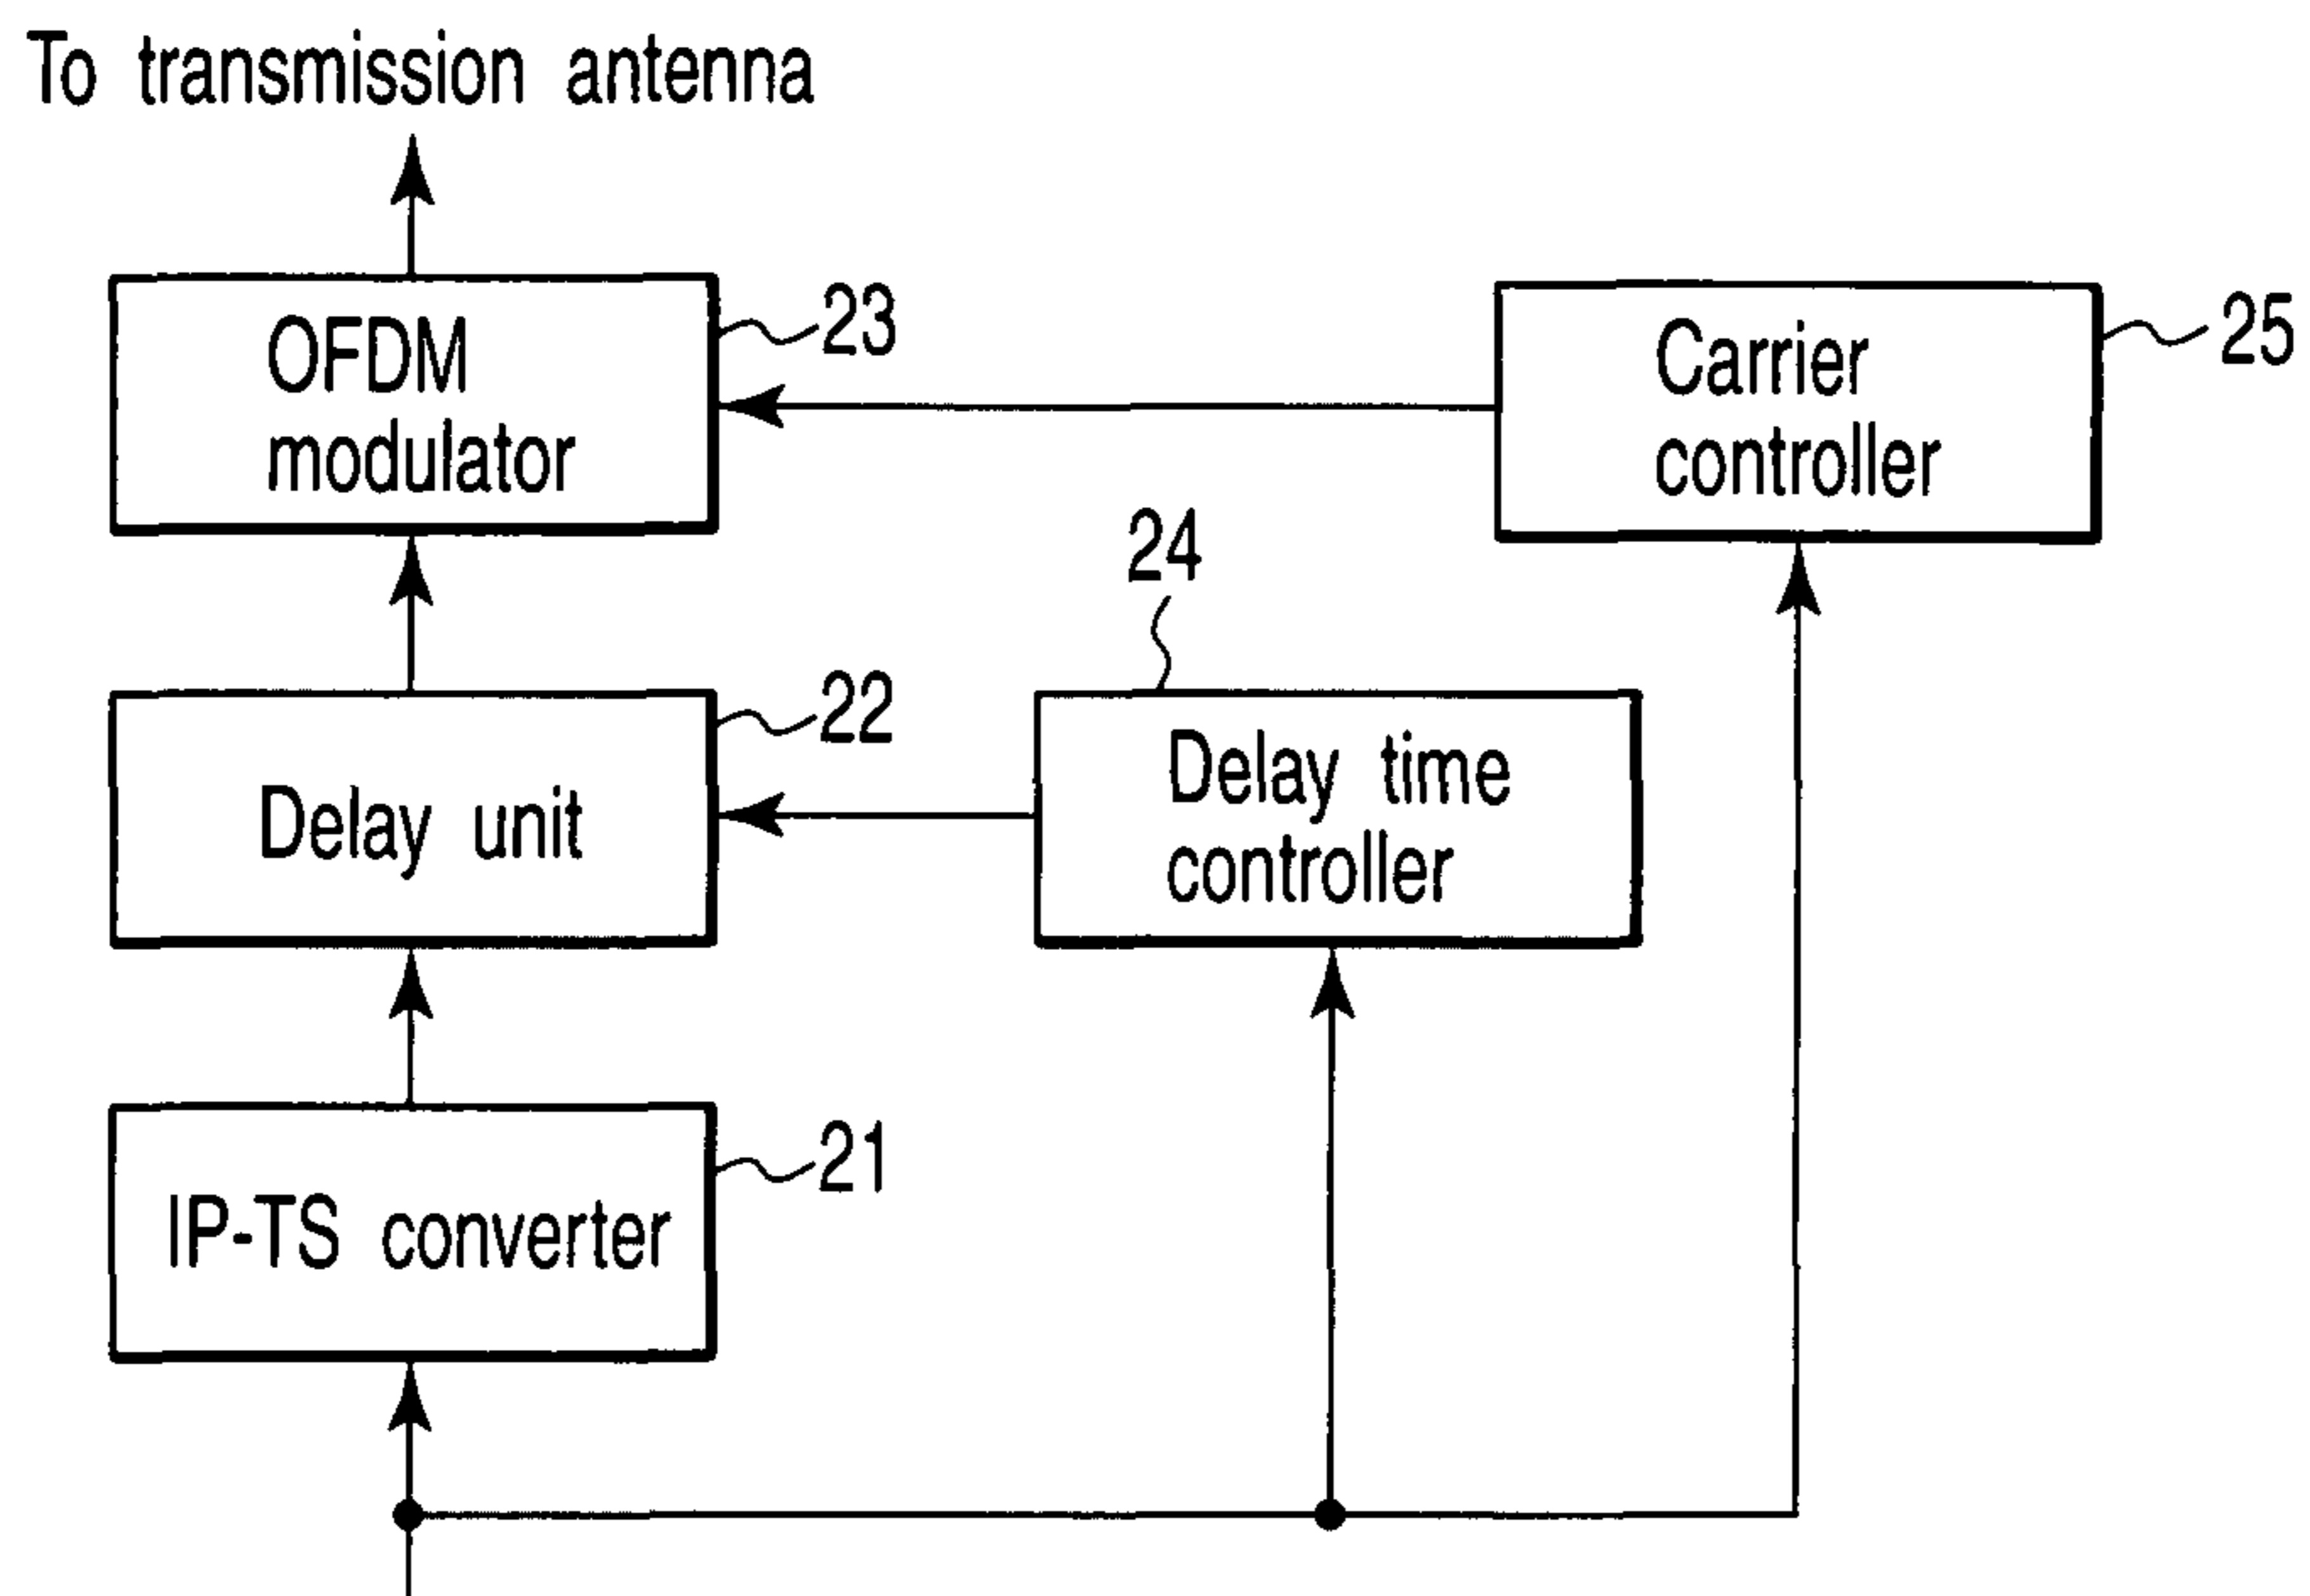 To transmission antenna
OFDM
modulator
23
Carrier
controller
25
24
Delay unit
22
Delay time
controller
IP-TS converter
21